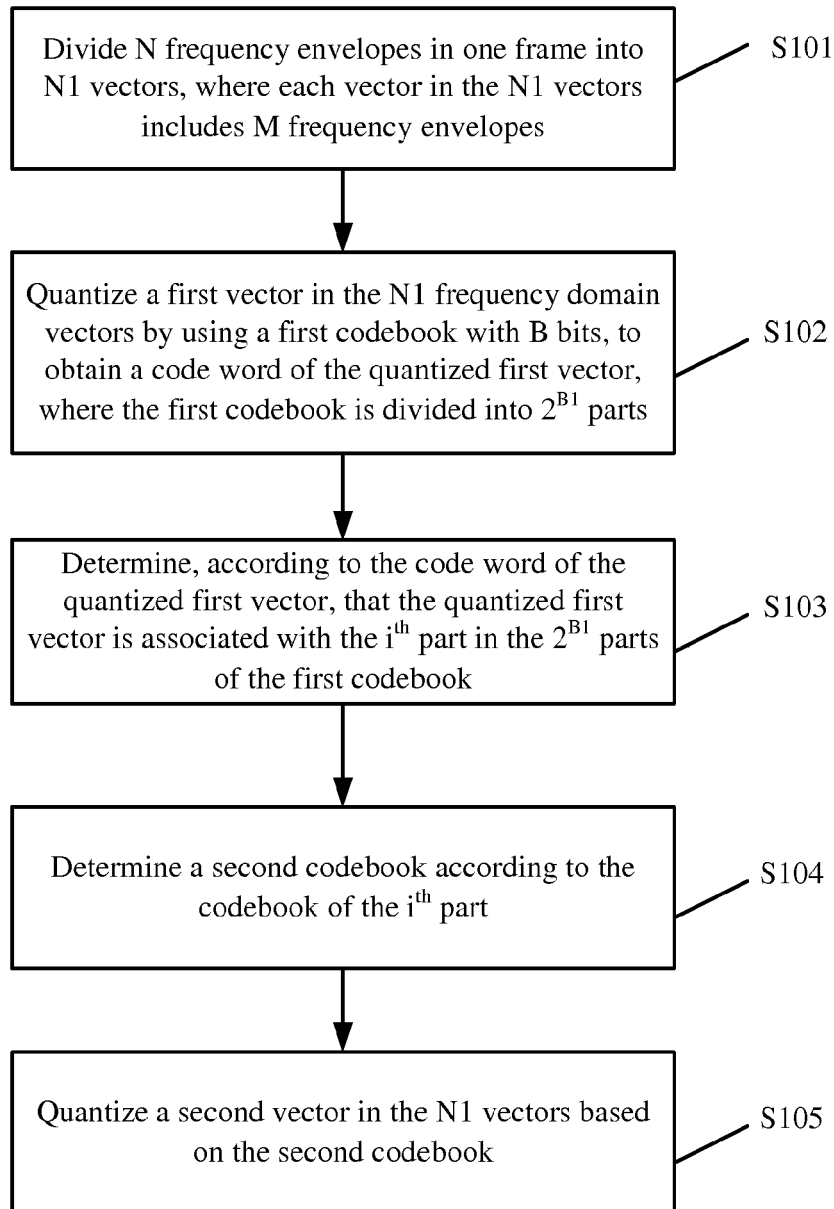 Divide N frequency envelopes in one frame into
N1 vectors, where each vector in the N1 vectors
includes M frequency envelopes
S101
Quantize a first vector in the N1 frequency domain
vectors by using a first codebook with B bits, to
obtain a code word of the quantized first vector,
where the first codebook is divided into 2^B1 parts
S102
Determine, according to the code word of the
quantized first vector, that the quantized first
vector is associated with the i^th part in the 2^B1 parts
of the first codebook
S103
Determine a second codebook according to the
codebook of the i^th part
S104
Quantize a second vector in the N1 vectors based
on the second codebook
S105